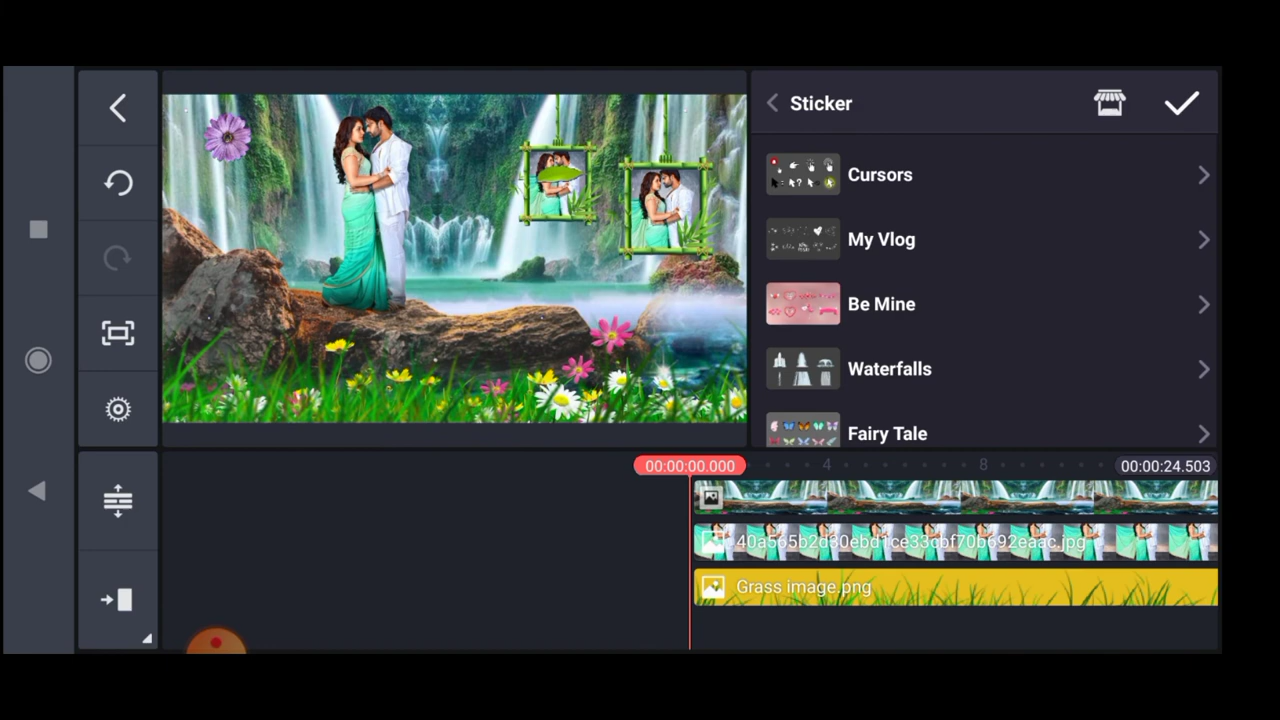 Sticker
Cursors
My Vlog
Be Mine
Waterfalls
Fairy Tale
00:00:00.000
4
8
00:00:24.503
40a565b2d30ebd1ce33cbf70b692eaac.jpg
Grass image.png